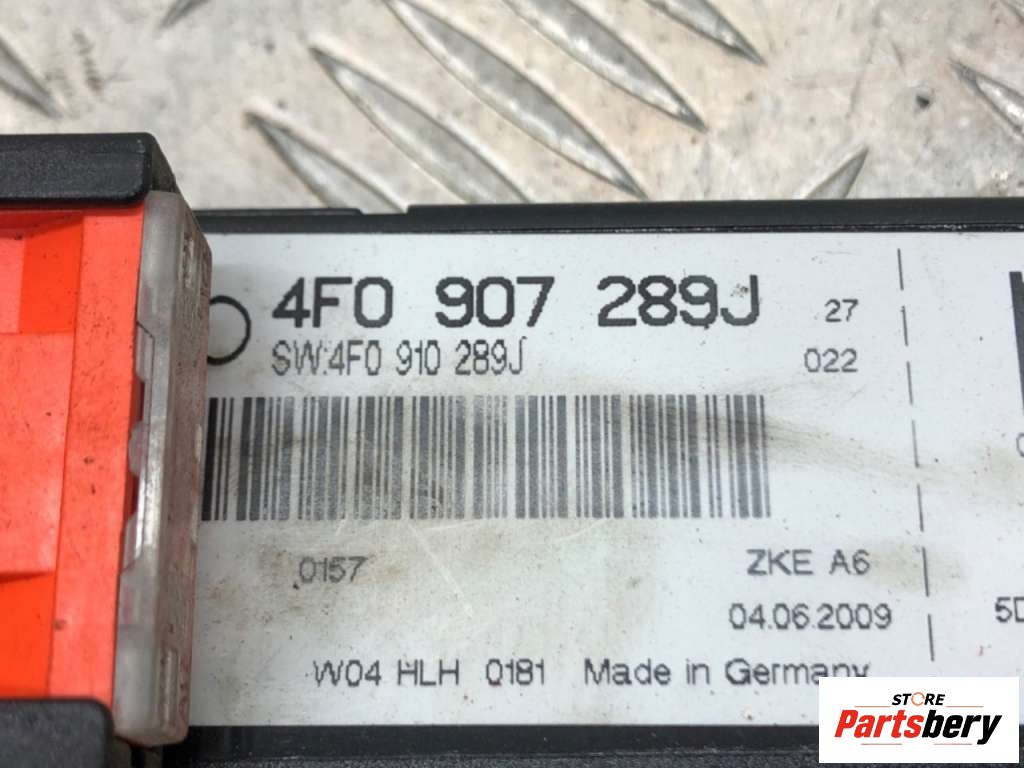 4F0 907 289J 27
SW:4F0 910 289J 022
0157 ZKE A6
04.06.2009 5D
W04 HLH 0181 Made in Germany
STORE
Partsbery